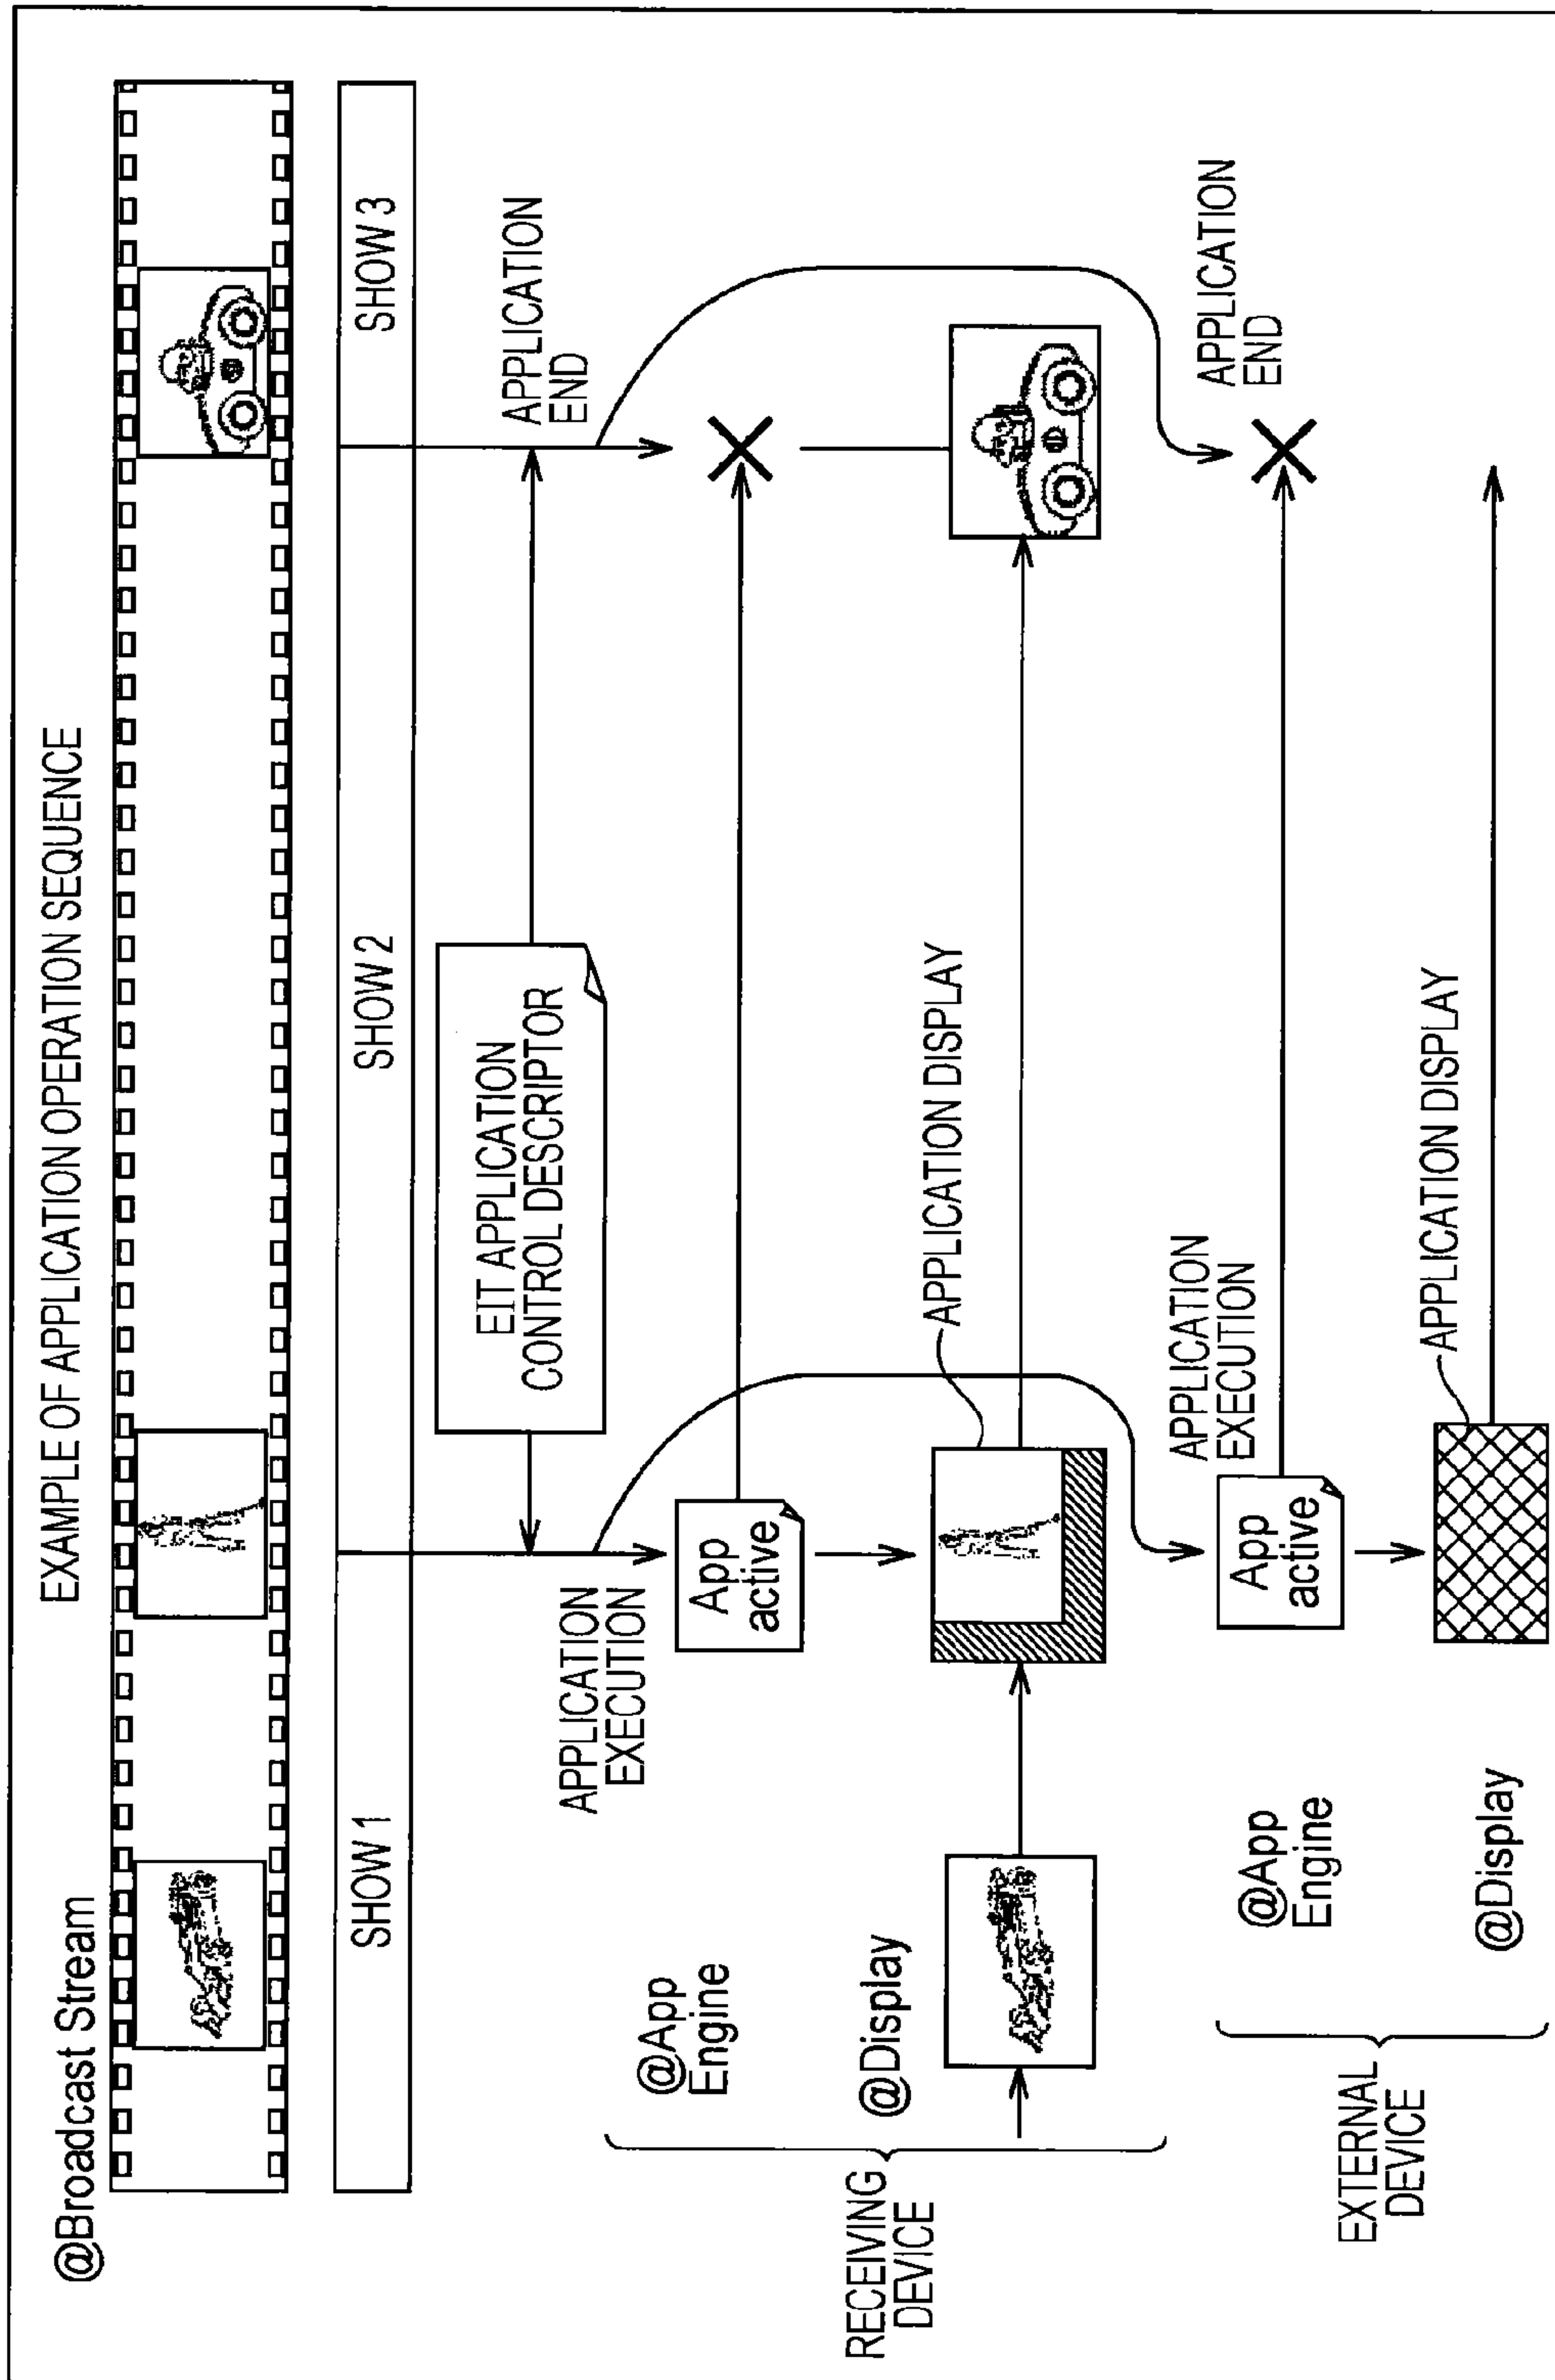 EXAMPLE OF APPLICATION OPERATION SEQUENCE
@Broadcast Stream
SHOW 1
SHOW 2
SHOW 3
EIT APPLICATION
CONTROL DESCRIPTOR
APPLICATION
EXECUTION
APPLICATION
END
RECEIVING
DEVICE
@App
Engine
App
active
@Display
APPLICATION DISPLAY
EXTERNAL
DEVICE
@App
Engine
APPLICATION
EXECUTION
App
active
APPLICATION
END
@Display
APPLICATION DISPLAY